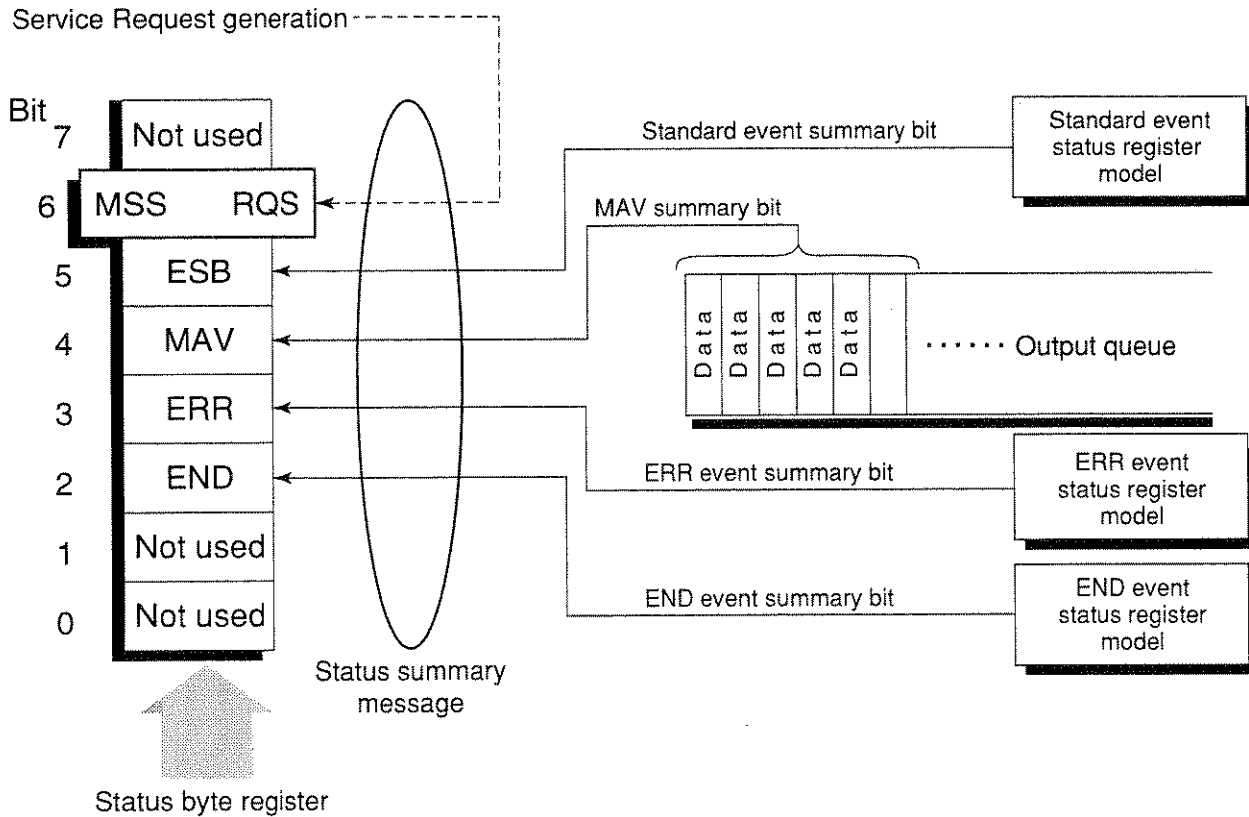 Service Request generation
Bit
7 Not used
6 MSS RQS
5 ESB
4 MAV
3 ERR
2 END
1 Not used
0 Not used
Status summary
message
Status byte register
Standard event summary bit
Standard event
status register
model
MAV summary bit
Data Data Data Data Data
...... Output queue
ERR event summary bit
ERR event
status register
model
END event summary bit
END event
status register
model